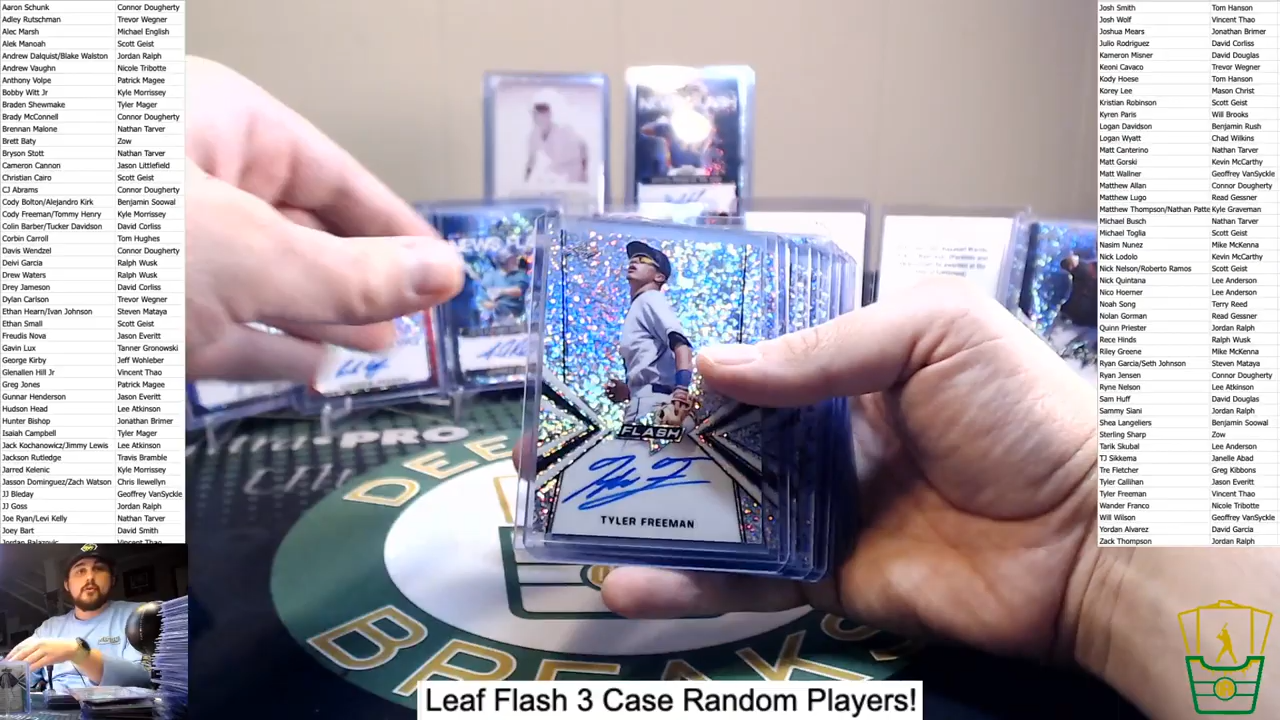 Aaron Schunk Connor Dougherty
Adley Rutschman Trevor Wegner
Alec Marsh Michael English
Alek Manoah Scott Geist
Andrew Dalquist/Blake Walston Jordan Ralph
Andrew Vaughn Nicole Tribotte
Anthony Volpe Patrick Magee
Bobby Witt Jr Kyle Morrissey
Braden Shewmake Tyler Mager
Brady McConnell Connor Dougherty
Brennan Malone Nathan Tarver
Brett Baty Zow
Bryson Stott Nathan Tarver
Cameron Cannon Jason Littlefield
Christian Cairo Scott Geist
CJ Abrams Connor Dougherty
Cody Bolton/Alejandro Kirk Benjamin Soowal
Cody Freeman/Tommy Henry Kyle Morrissey
Colin Barber/Tucker Davidson David Corliss
Corbin Carroll Tom Hughes
Davis Wendzel Connor Dougherty
Deivi Garcia Ralph Wusk
Drew Waters Ralph Wusk
Drey Jameson David Corliss
Dylan Carlson Trevor Wegner
Ethan Hearn/Ivan Johnson Steven Mataya
Ethan Small Scott Geist
Freudis Nova Jason Everitt
Gavin Lux Tanner Gronowski
George Kirby Jeff Wohleber
Glenallen Hill Jr Vincent Thao
Greg Jones Patrick Magee
Gunnar Henderson Jason Everitt
Hudson Head Lee Atkinson
Hunter Bishop Jonathan Brimer
Isaiah Campbell Tyler Mager
Jack Kochanowicz/Jimmy Lewis Lee Atkinson
Jackson Rutledge Travis Bramble
Jarred Kelenic Kyle Morrissey
Jasson Dominguez/Zach Watson Chris llewellyn
JJ Bleday Geoffrey VanSyckle
JJ Goss Jordan Ralph
Joe Ryan/Levi Kelly Nathan Tarver
Joey Bart David Smith
Jordan Balazovic Vincent Thao
Josh Smith Tom Hanson
Josh Wolf Vincent Thao
Joshua Mears Jonathan Brimer
Julio Rodriguez David Corliss
Kameron Misner David Douglas
Keoni Cavaco Trevor Wegner
Kody Hoese Tom Hanson
Korey Lee Mason Christ
Kristian Robinson Scott Geist
Kyren Paris Will Brooks
Logan Davidson Benjamin Rush
Logan Wyatt Chad Wilkins
Matt Canterino Nathan Tarver
Matt Gorski Kevin McCarthy
Matt Wallner Geoffrey VanSyckle
Matthew Allan Connor Dougherty
Matthew Lugo Read Gessner
Matthew Thompson/Nathan Patte Kyle Graveman
Michael Busch Nathan Tarver
Michael Toglia Scott Geist
Nasim Nunez Mike McKenna
Nick Lodolo Kevin McCarthy
Nick Nelson/Roberto Ramos Scott Geist
Nick Quintana Lee Anderson
Nico Hoerner Lee Anderson
Noah Song Terry Reed
Nolan Gorman Read Gessner
Quinn Priester Jordan Ralph
Rece Hinds Ralph Wusk
Riley Greene Mike McKenna
Ryan Garcia/Seth Johnson Steven Mataya
Ryan Jensen Connor Dougherty
Ryne Nelson Lee Atkinson
Sam Huff David Douglas
Sammy Siani Jordan Ralph
Shea Langeliers Benjamin Soowal
Sterling Sharp Zow
Tarik Skubal Lee Anderson
TJ Sikkema Janelle Abad
Tre Fletcher Greg Kibbons
Tyler Callihan Jason Everitt
Tyler Freeman Vincent Thao
Wander Franco Nicole Tribotte
Will Wilson Geoffrey VanSyckle
Yordan Alvarez David Garcia
Zack Thompson Jordan Ralph
FLASH
TYLER FREEMAN
BREAKS
Leaf Flash 3 Case Random Players!